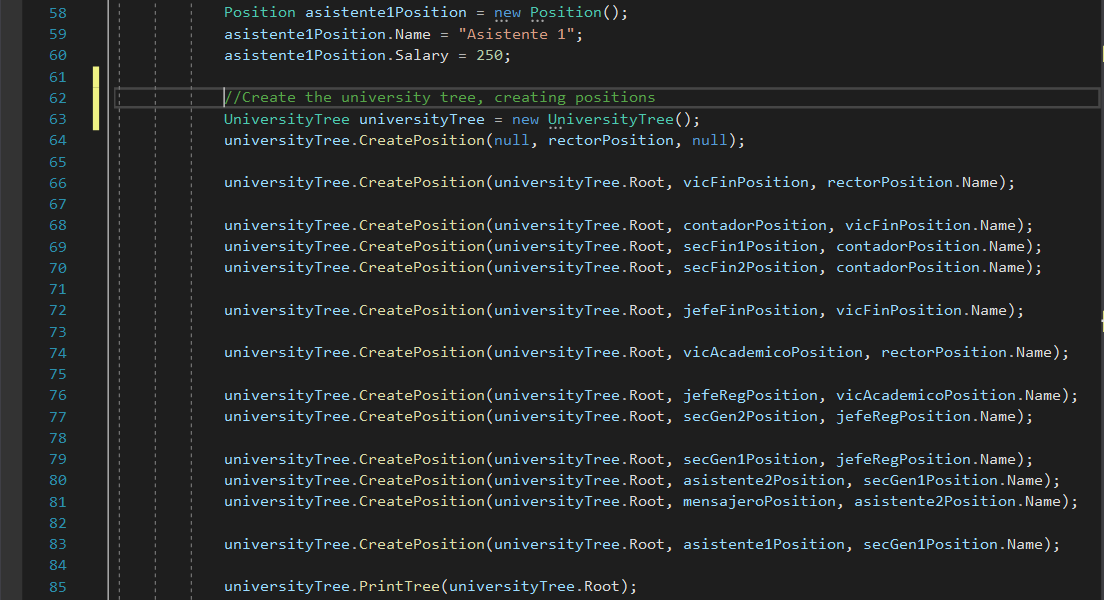 58 Position asistente1Position = new Position();
59 asistente1Position.Name = "Asistente 1";
60 asistente1Position.Salary = 250;
61
62 //Create the university tree, creating positions
63 UniversityTree universityTree = new UniversityTree();
64 universityTree.CreatePosition(null, rectorPosition, null);
65
66 universityTree.CreatePosition(universityTree.Root, vicFinPosition, rectorPosition.Name);
67
68 universityTree.CreatePosition(universityTree.Root, contadorPosition, vicFinPosition.Name);
69 universityTree.CreatePosition(universityTree.Root, secFin1Position, contadorPosition.Name);
70 universityTree.CreatePosition(universityTree.Root, secFin2Position, contadorPosition.Name);
71
72 universityTree.CreatePosition(universityTree.Root, jefeFinPosition, vicFinPosition.Name);
73
74 universityTree.CreatePosition(universityTree.Root, vicAcademicoPosition, rectorPosition.Name);
75
76 universityTree.CreatePosition(universityTree.Root, jefeRegPosition, vicAcademicoPosition.Name);
77 universityTree.CreatePosition(universityTree.Root, secGen2Position, jefeRegPosition.Name);
78
79 universityTree.CreatePosition(universityTree.Root, secGen1Position, jefeRegPosition.Name);
80 universityTree.CreatePosition(universityTree.Root, asistente2Position, secGen1Position.Name);
81 universityTree.CreatePosition(universityTree.Root, mensajeroPosition, asistente2Position.Name);
82
83 universityTree.CreatePosition(universityTree.Root, asistente1Position, secGen1Position.Name);
84
85 universityTree.PrintTree(universityTree.Root);